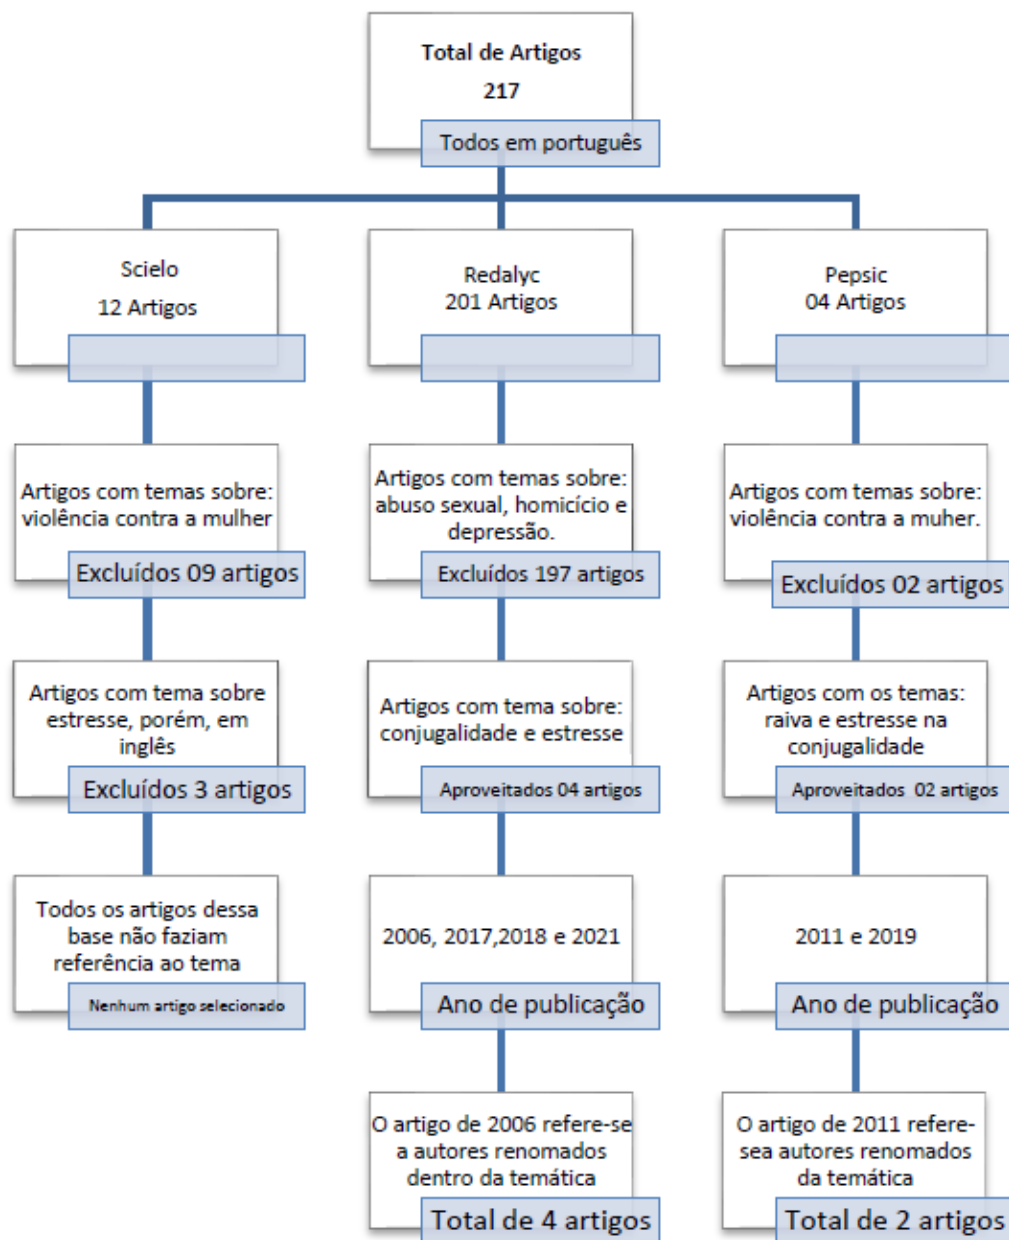 Total de Artigos
217
Todos em português
Scielo
12 Artigos
Redalyc
201 Artigos
Pepsic
04 Artigos
Artigos com temas sobre:
violência contra a mulher
Excluídos 09 artigos
Artigos com temas sobre:
abuso sexual, homicício e
depressão.
Excluídos 197 artigos
Artigos com temas sobre:
violência contra a muher.
Excluídos 02 artigos
Artigos com tema sobre
estresse, porém, em
inglês
Excluídos 3 artigos
Artigos com tema sobre:
conjugalidade e estresse
Aproveitados 04 artigos
Artigos com os temas:
raiva e estresse na
conjugalidade
Aproveitados 02 artigos
Todos os artigos dessa
base não faziam
referência ao tema
Nenhum artigo selecionado
2006, 2017,2018 e 2021
Ano de publicação
2011 e 2019
Ano de publicação
O artigo de 2006 refere-se
a autores renomados
dentro da temática
Total de 4 artigos
O artigo de 2011 refere-
sea autores renomados
da temática
Total de 2 artigos